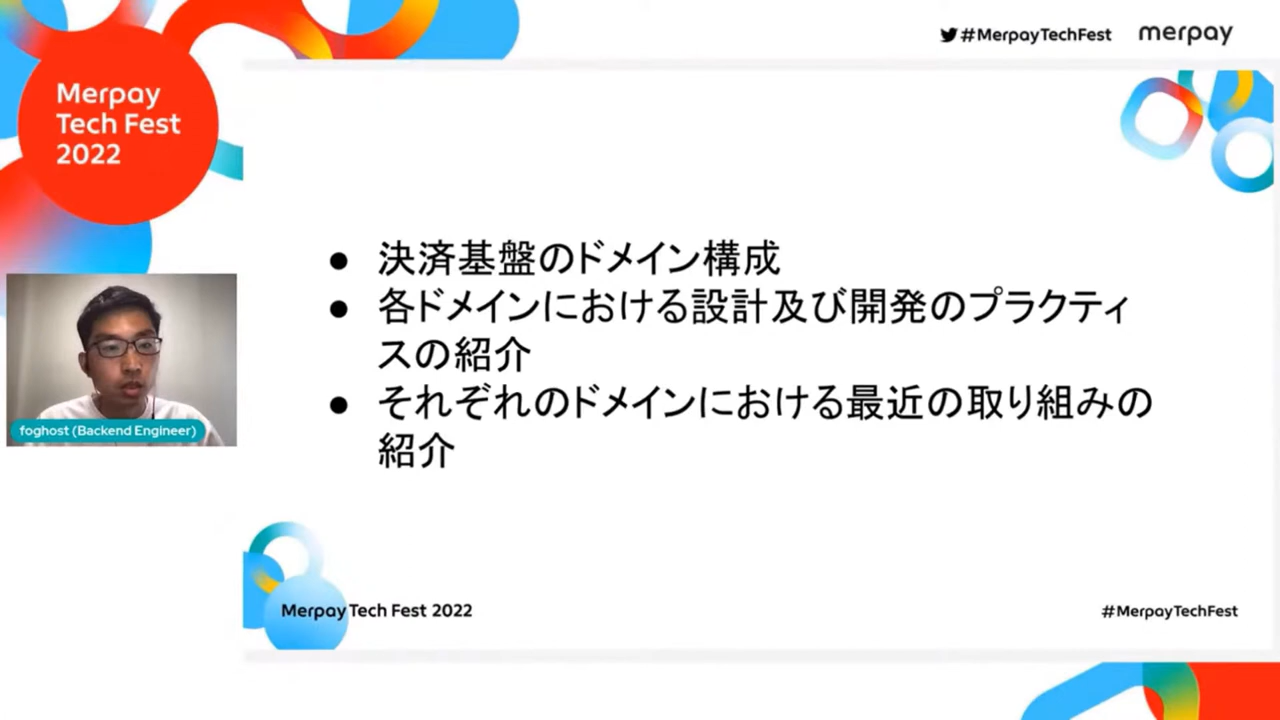 #MerpayTechFest
merpay
Merpay
Tech Fest
2022
● 決済基盤のドメイン構成
● 各ドメインにおける設計及び開発のプラクティ
スの紹介
● それぞれのドメインにおける最近の取り組みの
紹介
foghost (Backend Engineer)
Merpay Tech Fest 2022
#MerpayTechFest